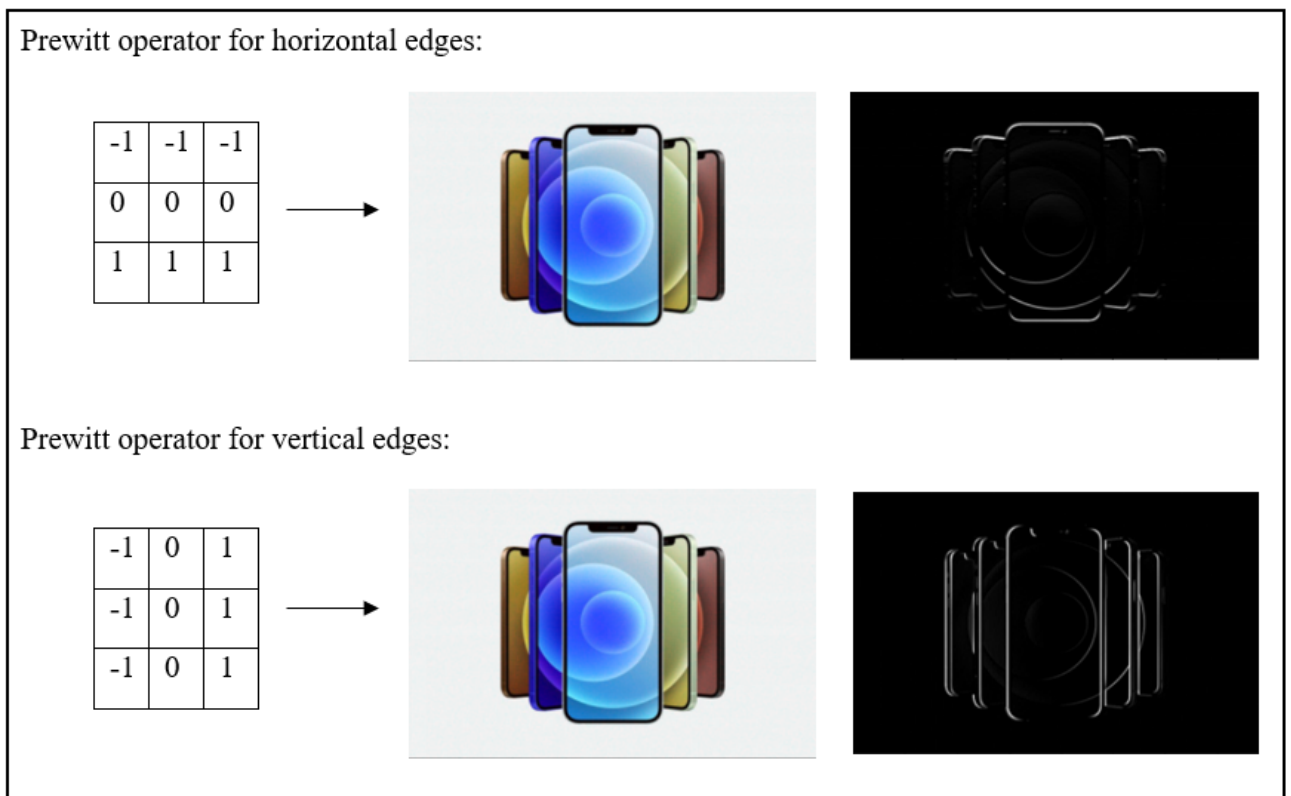 Prewitt operator for horizontal edges:
-1 -1 -1
0 0 0
1 1 1
Prewitt operator for vertical edges:
-1 0 1
-1 0 1
-1 0 1